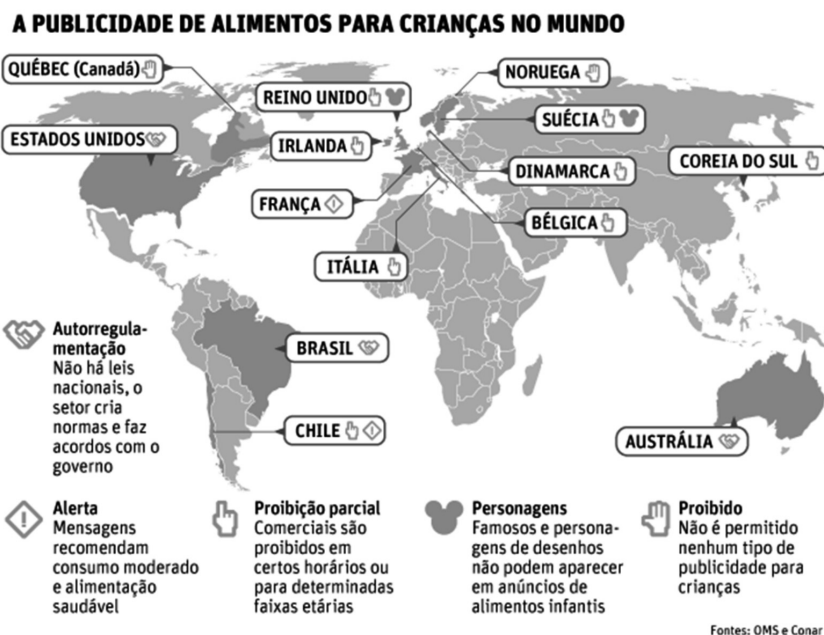 A PUBLICIDADE DE ALIMENTOS PARA CRIANÇAS NO MUNDO
QUÉBEC (Canadá)
NORUEGA
REINO UNIDO
SUÉCIA
ESTADOS UNIDOS
IRLANDA
DINAMARCA
COREIA DO SUL
FRANÇA
BÉLGICA
ITÁLIA
BRASIL
CHILE
AUSTRÁLIA
Autorregula-
mentação
Não há leis
nacionais, o
setor cria
normas e faz
acordos com o
governo
Alerta
Mensagens
recomendam
consumo moderado
e alimentação
saudável
Proibição parcial
Comerciais são
proibidos em
certos horários ou
para determinadas
faixas etárias
Personagens
Famosos e persona-
gens de desenhos
não podem aparecer
em anúncios de
alimentos infantis
Proibido
Não é permitido
nenhum tipo de
publicidade para
crianças
Fontes: OMS e Conar